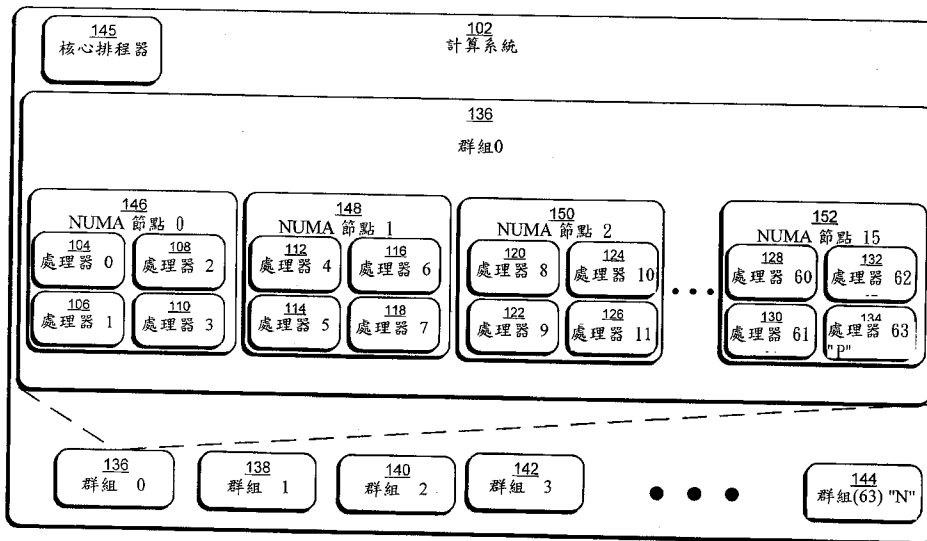 145
核心排程器
102
計算系統
136
群組0
146
NUMA 節點 0
104
處理器 0
108
處理器 2
106
處理器 1
110
處理器 3
148
NUMA 節點 1
112
處理器 4
116
處理器 6
114
處理器 5
118
處理器 7
150
NUMA 節點 2
120
處理器 8
124
處理器 10
122
處理器 9
126
處理器 11
152
NUMA 節點 15
128
處理器 60
132
處理器 62
130
處理器 61
134
處理器 63
"P"
136
群組 0
138
群組 1
140
群組 2
142
群組 3
144
群組(63) "N"